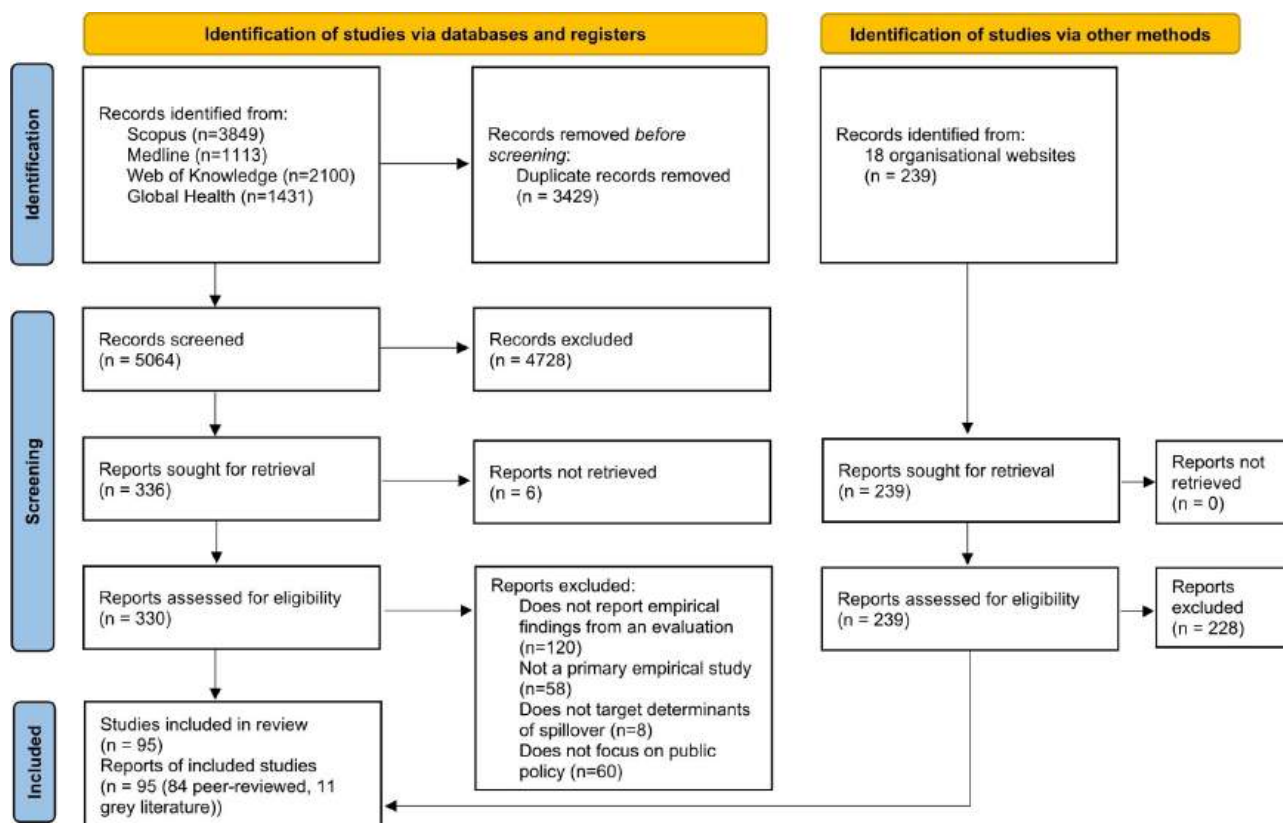 Identification of studies via databases and registers
Identification of studies via other methods
Identification
Records identified from:
Scopus (n=3849)
Medline (n=1113)
Web of Knowledge (n=2100)
Global Health (n=1431)
Records removed before
screening:
Duplicate records removed
(n = 3429)
Records identified from:
18 organisational websites
(n = 239)
Screening
Records screened
(n = 5064)
Records excluded
(n = 4728)
Reports sought for retrieval
(n = 336)
Reports not retrieved
(n = 6)
Reports sought for retrieval
(n = 239)
Reports not
retrieved
(n = 0)
Reports assessed for eligibility
(n = 330)
Reports excluded:
Does not report empirical
findings from an evaluation
(n=120)
Not a primary empirical study
(n=58)
Does not target determinants
of spillover (n=8)
Does not focus on public
policy (n=60)
Reports assessed for eligibility
(n = 239)
Reports
excluded
(n = 228)
Included
Studies included in review
(n = 95)
Reports of included studies
(n = 95 (84 peer-reviewed, 11
grey literature))